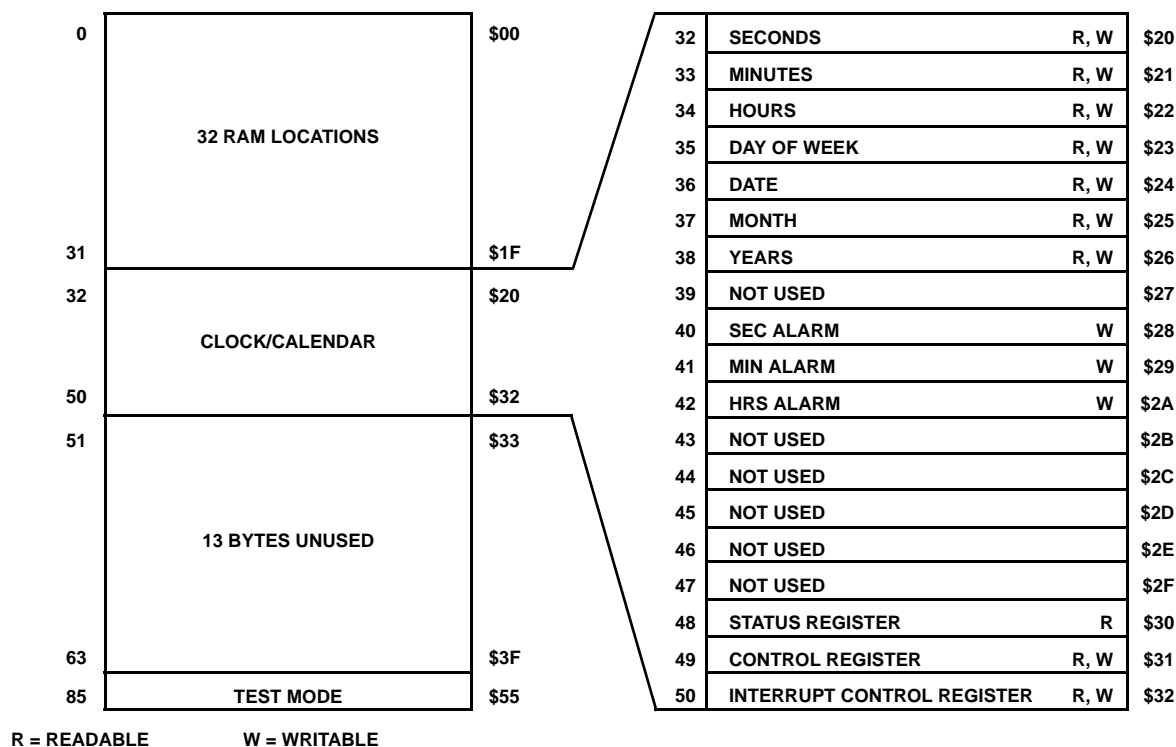 0 $00
32 RAM LOCATIONS
31 $1F
32 $20
CLOCK/CALENDAR
50 $32
51 $33
13 BYTES UNUSED
63 $3F
85 TEST MODE $55
32 SECONDS R, W $20
33 MINUTES R, W $21
34 HOURS R, W $22
35 DAY OF WEEK R, W $23
36 DATE R, W $24
37 MONTH R, W $25
38 YEARS R, W $26
39 NOT USED $27
40 SEC ALARM W $28
41 MIN ALARM W $29
42 HRS ALARM W $2A
43 NOT USED $2B
44 NOT USED $2C
45 NOT USED $2D
46 NOT USED $2E
47 NOT USED $2F
48 STATUS REGISTER R $30
49 CONTROL REGISTER R, W $31
50 INTERRUPT CONTROL REGISTER R, W $32
R = READABLE W = WRITABLE